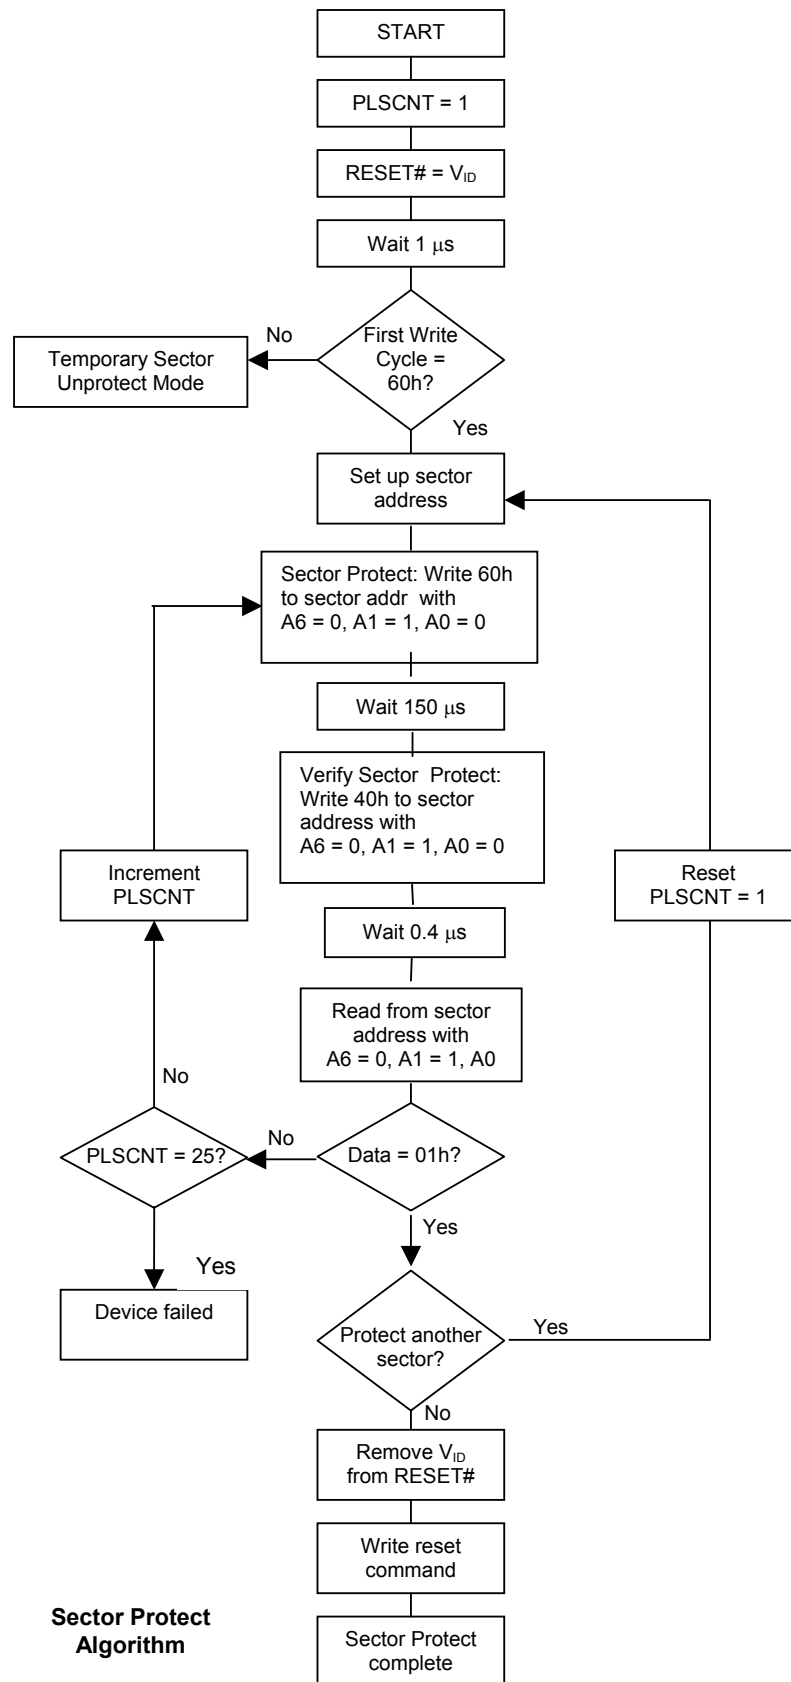 START
PLSCNT = 1
RESET# = VID
Wait 1 μs
First Write
Cycle =
60h?
No
Temporary Sector
Unprotect Mode
Yes
Set up sector
address
Sector Protect: Write 60h
to sector addr with
A6 = 0, A1 = 1, A0 = 0
Wait 150 μs
Verify Sector Protect:
Write 40h to sector
address with
A6 = 0, A1 = 1, A0 = 0
Increment
PLSCNT
Reset
PLSCNT = 1
Wait 0.4 μs
Read from sector
address with
A6 = 0, A1 = 1, A0
No
PLSCNT = 25?
No
Data = 01h?
Yes
Yes
Device failed
Protect another
sector?
Yes
No
Remove VID
from RESET#
Write reset
command
Sector Protect
Algorithm
Sector Protect
complete